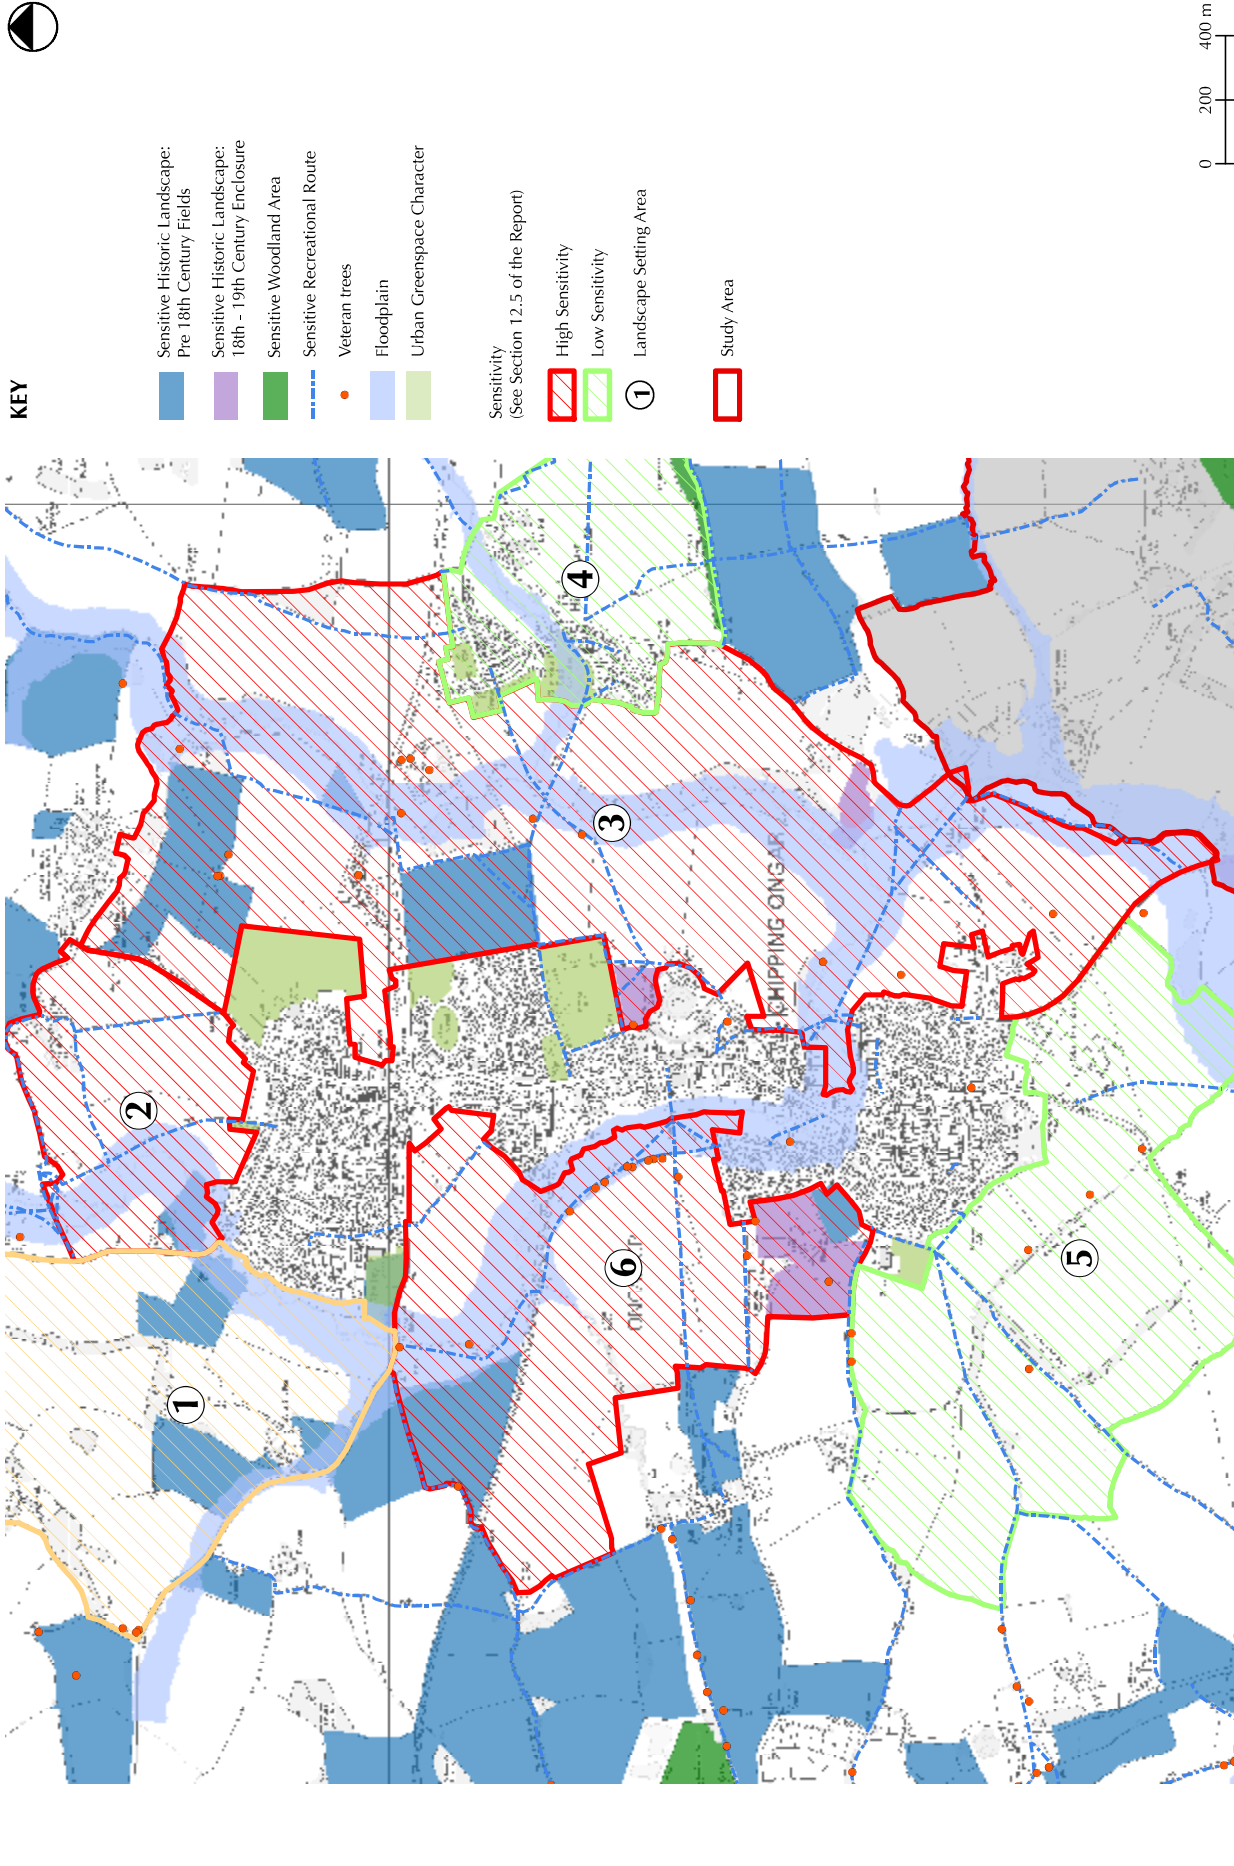 KEY
Sensitive Historic Landscape:
Pre 18th Century Fields
Sensitive Historic Landscape:
18th - 19th Century Enclosure
Sensitive Woodland Area
Sensitive Recreational Route
Veteran trees
Floodplain
Urban Greenspace Character
Sensitivity
(See Section 12.5 of the Report)
High Sensitivity
Low Sensitivity
1
Landscape Setting Area
Study Area
0 200 400 m
1
2
3
4
5
6
CHIPPING ONGAR